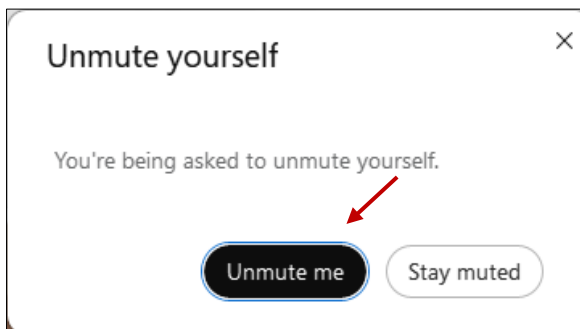 Unmute yourself
You're being asked to unmute yourself.
Unmute me
Stay muted